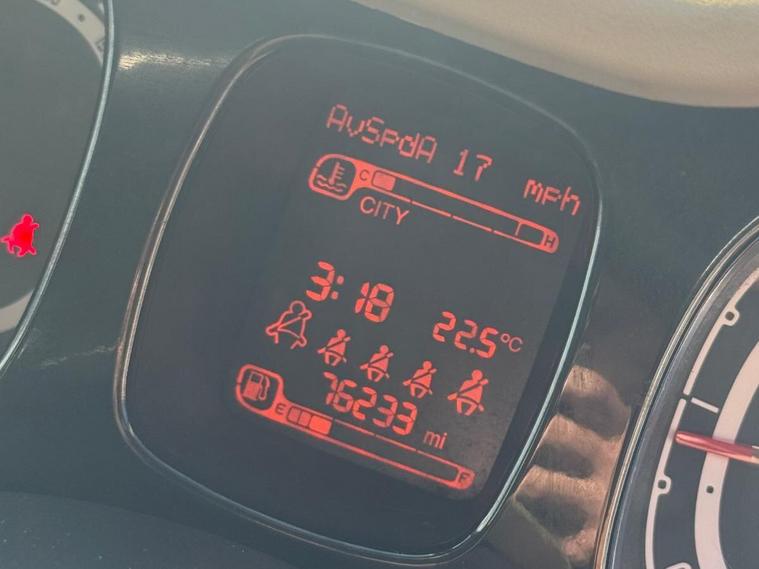 AvSpdA 17 mph
C H
CITY
3:18 22.5°C
76233 mi
E F